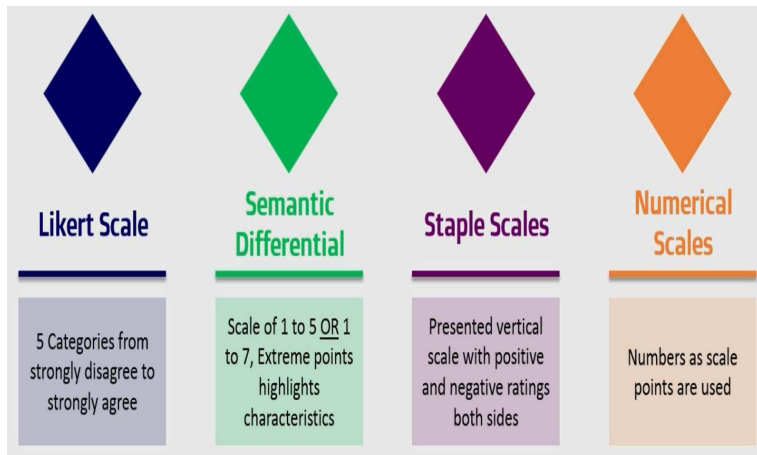 Likert Scale
5 Categories from
strongly disagree to
strongly agree
Semantic
Differential
Scale of 1 to 5 OR 1
to 7, Extreme points
highlights
characteristics
Staple Scales
Presented vertical
scale with positive
and negative ratings
both sides
Numerical
Scales
Numbers as scale
points are used